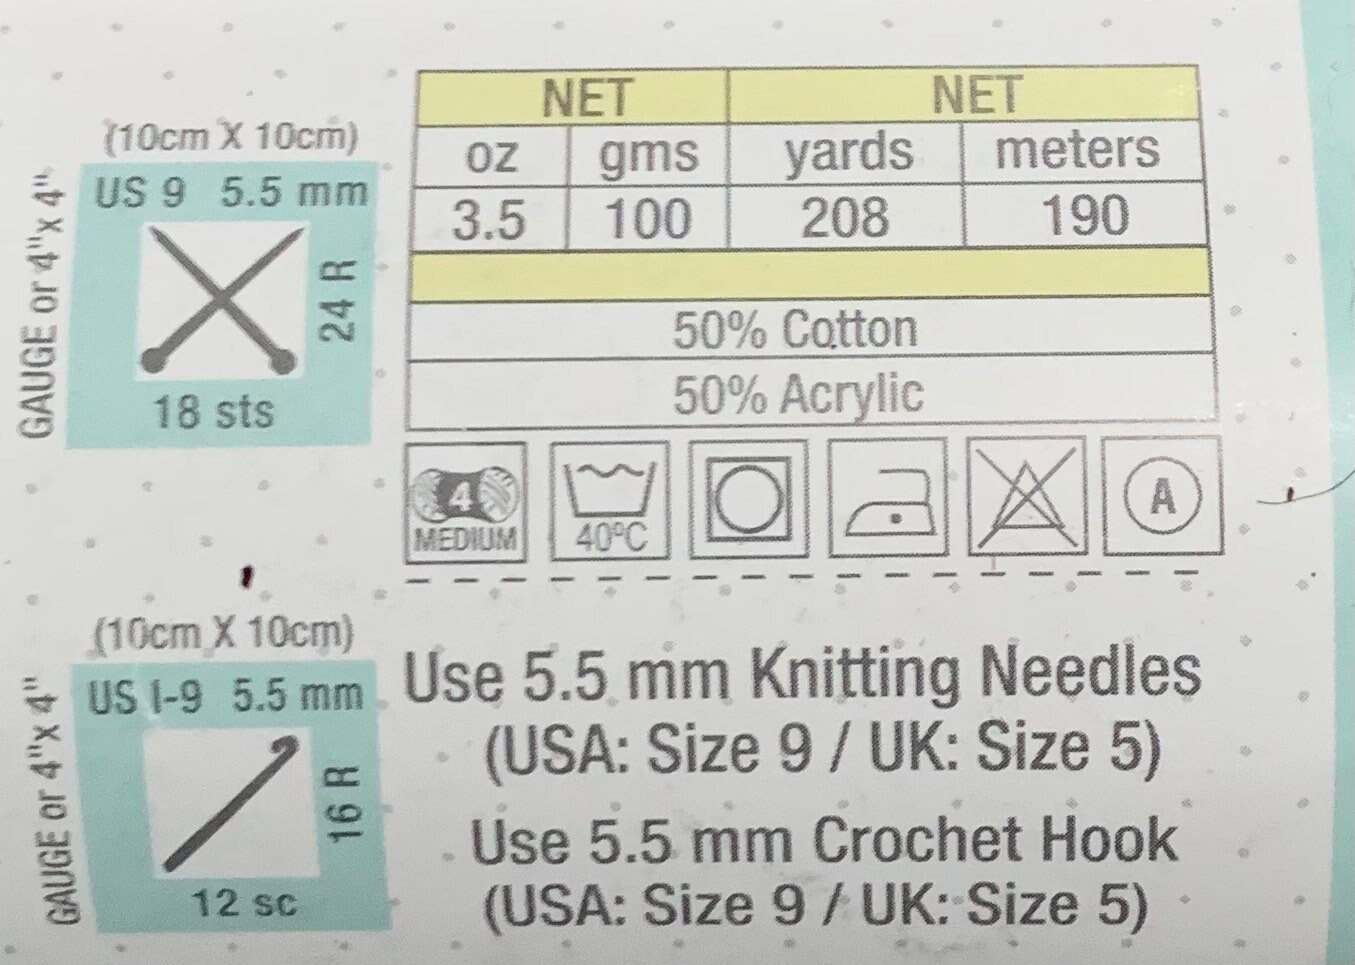 (10cm X 10cm)
GAUGE or 4"x 4"
US 9 5.5 mm
24 R
18 sts
NET NET
oz gms yards meters
3.5 100 208 190
50% Cotton
50% Acrylic
4
MEDIUM
40ºC
A
(10cm X 10cm)
GAUGE or 4"x 4"
US I-9 5.5 mm
16 R
12 sc
Use 5.5 mm Knitting Needles
(USA: Size 9 / UK: Size 5)
Use 5.5 mm Crochet Hook
(USA: Size 9 / UK: Size 5)